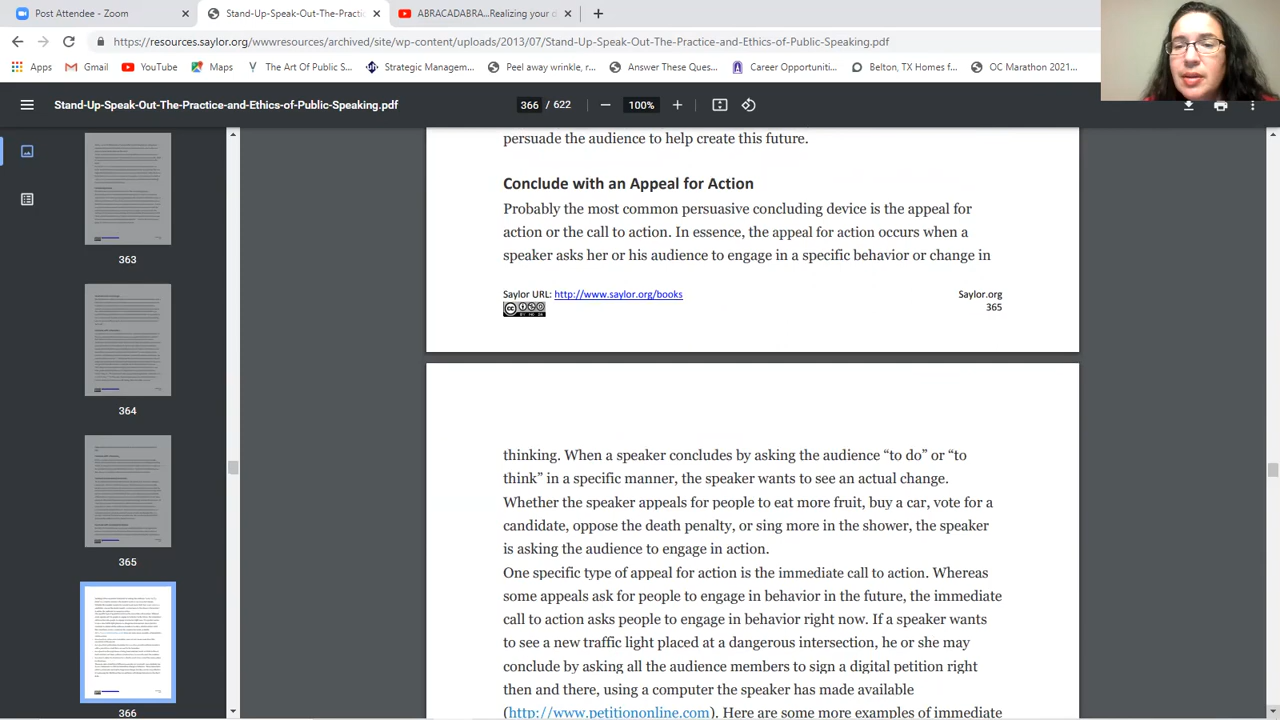 Post Attendee - Zoom
Stand-Up-Speak-Out-The-Practi
ABRACADABRA...Realizing your d
https://resources.saylor.org/wwwresources/archived/site/wp-content/uploads/2013/07/Stand-Up-Speak-Out-The-Practice-and-Ethics-of-Public-Speaking.pdf
Apps Gmail YouTube Maps The Art Of Public S... Strategic Managem... away wrinkle, r... Answer These Ques... Opportuniti... Belton, TX Homes f... OC Marathon 2021...
Stand-Up-Speak-Out-The-Practice-and-Ethics-of-Public-Speaking.pdf 366 / 622 100%
363
364
365
366
persuade the audience to help create this future.
Conclude with an Appeal for Action
Probably the most common persuasive concluding device is the appeal for
action or the call to action. In essence, the appeal for action occurs when a
speaker asks her or his audience to engage in a specific behavior or change in
Saylor URL: http://www.saylor.org/books Saylor.org
365
thinking. When a speaker concludes by asking the audience “to do” or “to
think” in a specific manner, the speaker wants to see an actual change.
Whether the speaker appeals for people to eat more fruit, buy a car, vote for a
candidate, oppose the death penalty, or sing more in the shower, the speaker
is asking the audience to engage in action.
One specific type of appeal for action is the immediate call to action. Whereas
some appeals ask for people to engage in behavior in the future, the immediate
call to action asks people to engage in behavior right now. If a speaker wants
to see a new traffic light placed at a dangerous intersection, he or she may
conclude by asking all the audience members to sign a digital petition right
then and there, using a computer the speaker has made available
(http://www.petitiononline.com). Here are some more examples of immediate